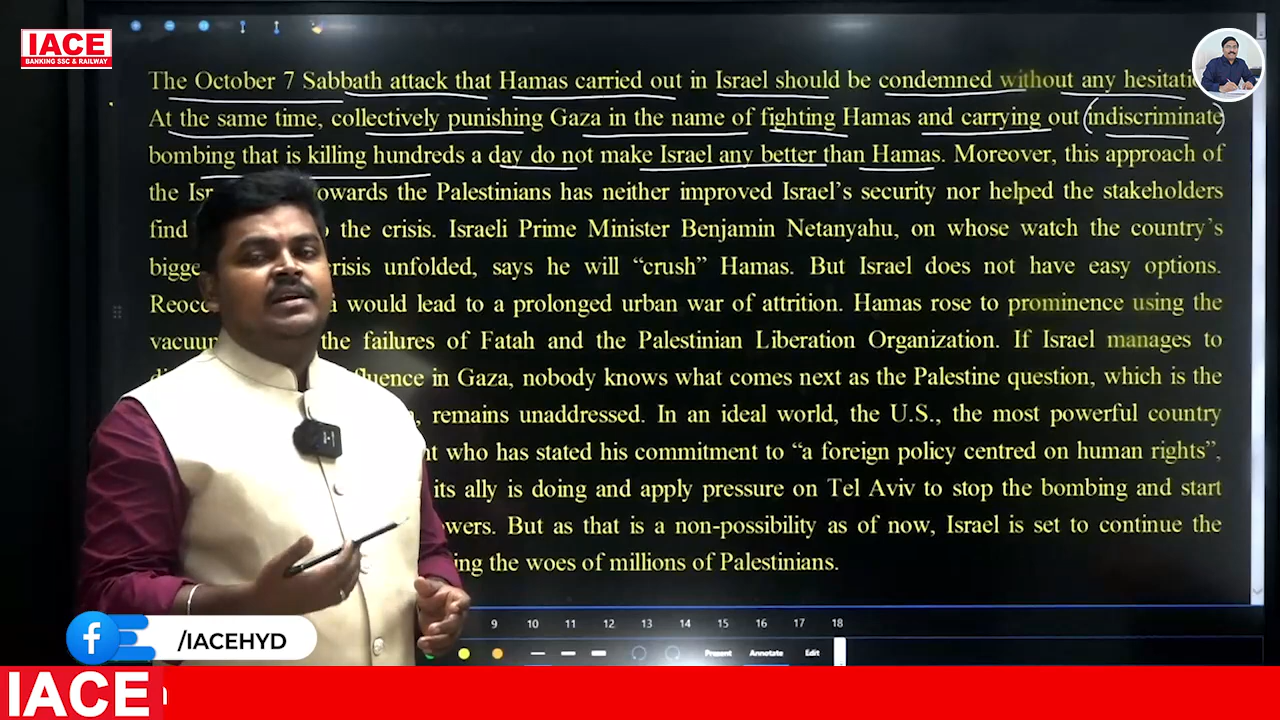 IACE
BANKING SSC & RAILWAY
The October 7 Sabbath attack that Hamas carried out in Israel should be condemned without any
At the same time, collectively punishing Gaza in the name of fighting Hamas and carrying out (indiscriminate)
bombing that is killing hundreds a day do not make Israel any better than Hamas. Moreover, this approach of
the towards the Palestinians has neither improved Israel's security nor helped the stakeholders
find the crisis. Israeli Prime Minister Benjamin Netanyahu, on whose watch the country's
crisis unfolded, says he will "crush" Hamas. But Israel does not have easy options.
would lead to a prolonged urban war of attrition. Hamas rose to prominence using the
the failures of Fatah and the Palestinian Liberation Organization. If Israel manages to
in Gaza, nobody knows what comes next as the Palestine question, which is the
remains unaddressed. In an ideal world, the U.S., the most powerful country
who has stated his commitment to "a foreign policy centred on human rights",
its ally is doing and apply pressure on Tel Aviv to stop the bombing and start
But as that is a non-possibility as of now, Israel is set to continue the
the woes of millions of Palestinians.
9 10 11 12 13 14 15 16 17 18
Present Annotate Edit
f /IACEHYD
IACE